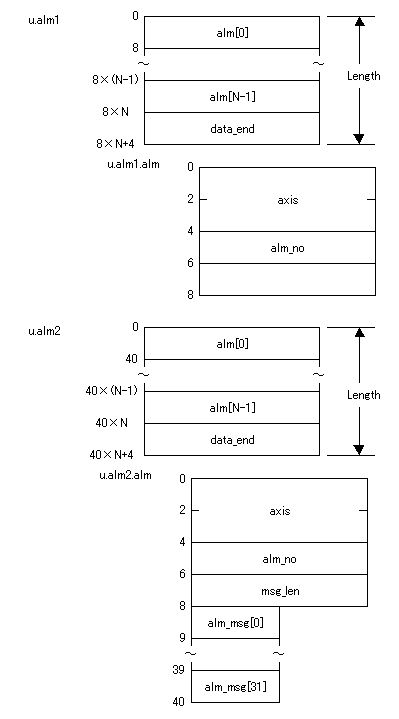 u.alm1
0
alm[0]
8
Length
8×(N-1)
alm[N-1]
8×N
data_end
8×N+4
u.alm1.alm
0
2
axis
4
alm_no
6
8
u.alm2
0
alm[0]
40
Length
40×(N-1)
alm[N-1]
40×N
data_end
40×N+4
u.alm2.alm
0
2
axis
4
alm_no
6
msg_len
8
alm_msg[0]
9
39
alm_msg[31]
40